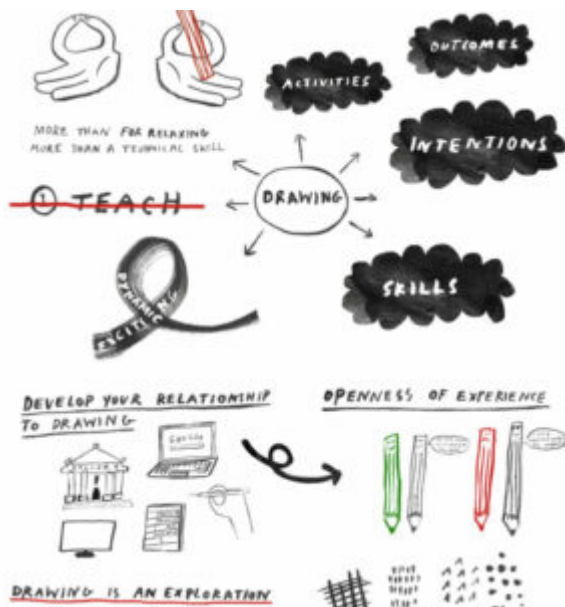 OUTCOMES
ACTIVITIES
MORE THAN FOR RELAXING
MORE THAN A TECHNICAL SKILL
INTENTIONS
① TEACH
DRAWING
DYNAMIC
EXCITING
SKILLS
DEVELOP YOUR RELATIONSHIP
TO DRAWING
OPENNESS OF EXPERIENCE
DRAWING IS AN EXPLORATION